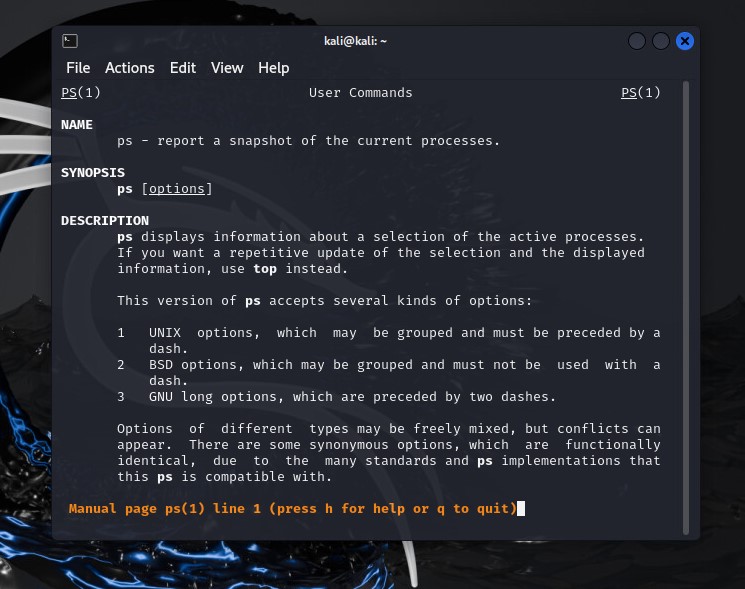 kali@kali: ~
File Actions Edit View Help
PS(1) User Commands PS(1)
NAME
ps - report a snapshot of the current processes.
SYNOPSIS
ps [options]
DESCRIPTION
ps displays information about a selection of the active processes.
If you want a repetitive update of the selection and the displayed
information, use top instead.
This version of ps accepts several kinds of options:
1 UNIX options, which may be grouped and must be preceded by a
dash.
2 BSD options, which may be grouped and must not be used with a
dash.
3 GNU long options, which are preceded by two dashes.
Options of different types may be freely mixed, but conflicts can
appear. There are some synonymous options, which are functionally
identical, due to the many standards and ps implementations that
this ps is compatible with.
Manual page ps(1) line 1 (press h for help or q to quit)